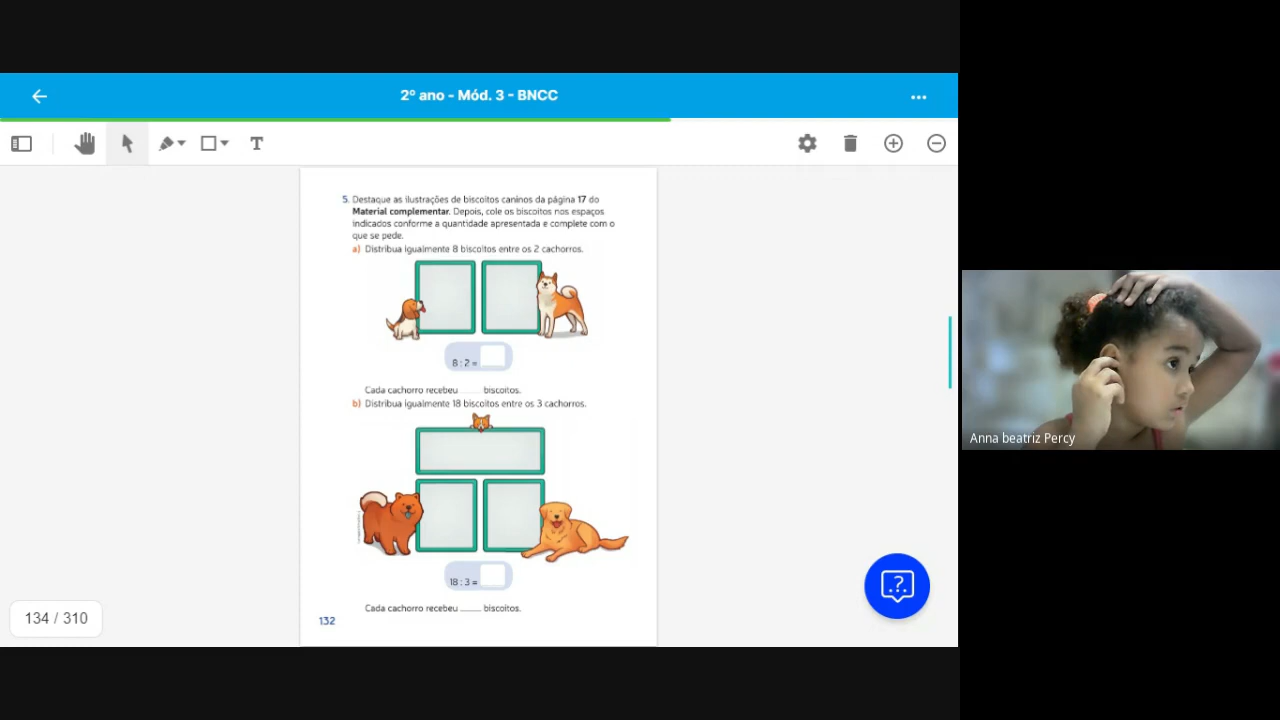 2º ano - Mód. 3 - BNCC
T
5. Destaque as ilustrações de biscoitos caninos da página 17 do
Material complementar. Depois, cole os biscoitos nos espaços
indicados conforme a quantidade apresentada e complete com o
que se pede.
a) Distribua igualmente 8 biscoitos entre os 2 cachorros.
8 : 2 =
Cada cachorro recebeu ____ biscoitos.
b) Distribua igualmente 18 biscoitos entre os 3 cachorros.
18 : 3 =
Cada cachorro recebeu ____ biscoitos.
132
134 / 310
.?.
Anna beatriz Percy